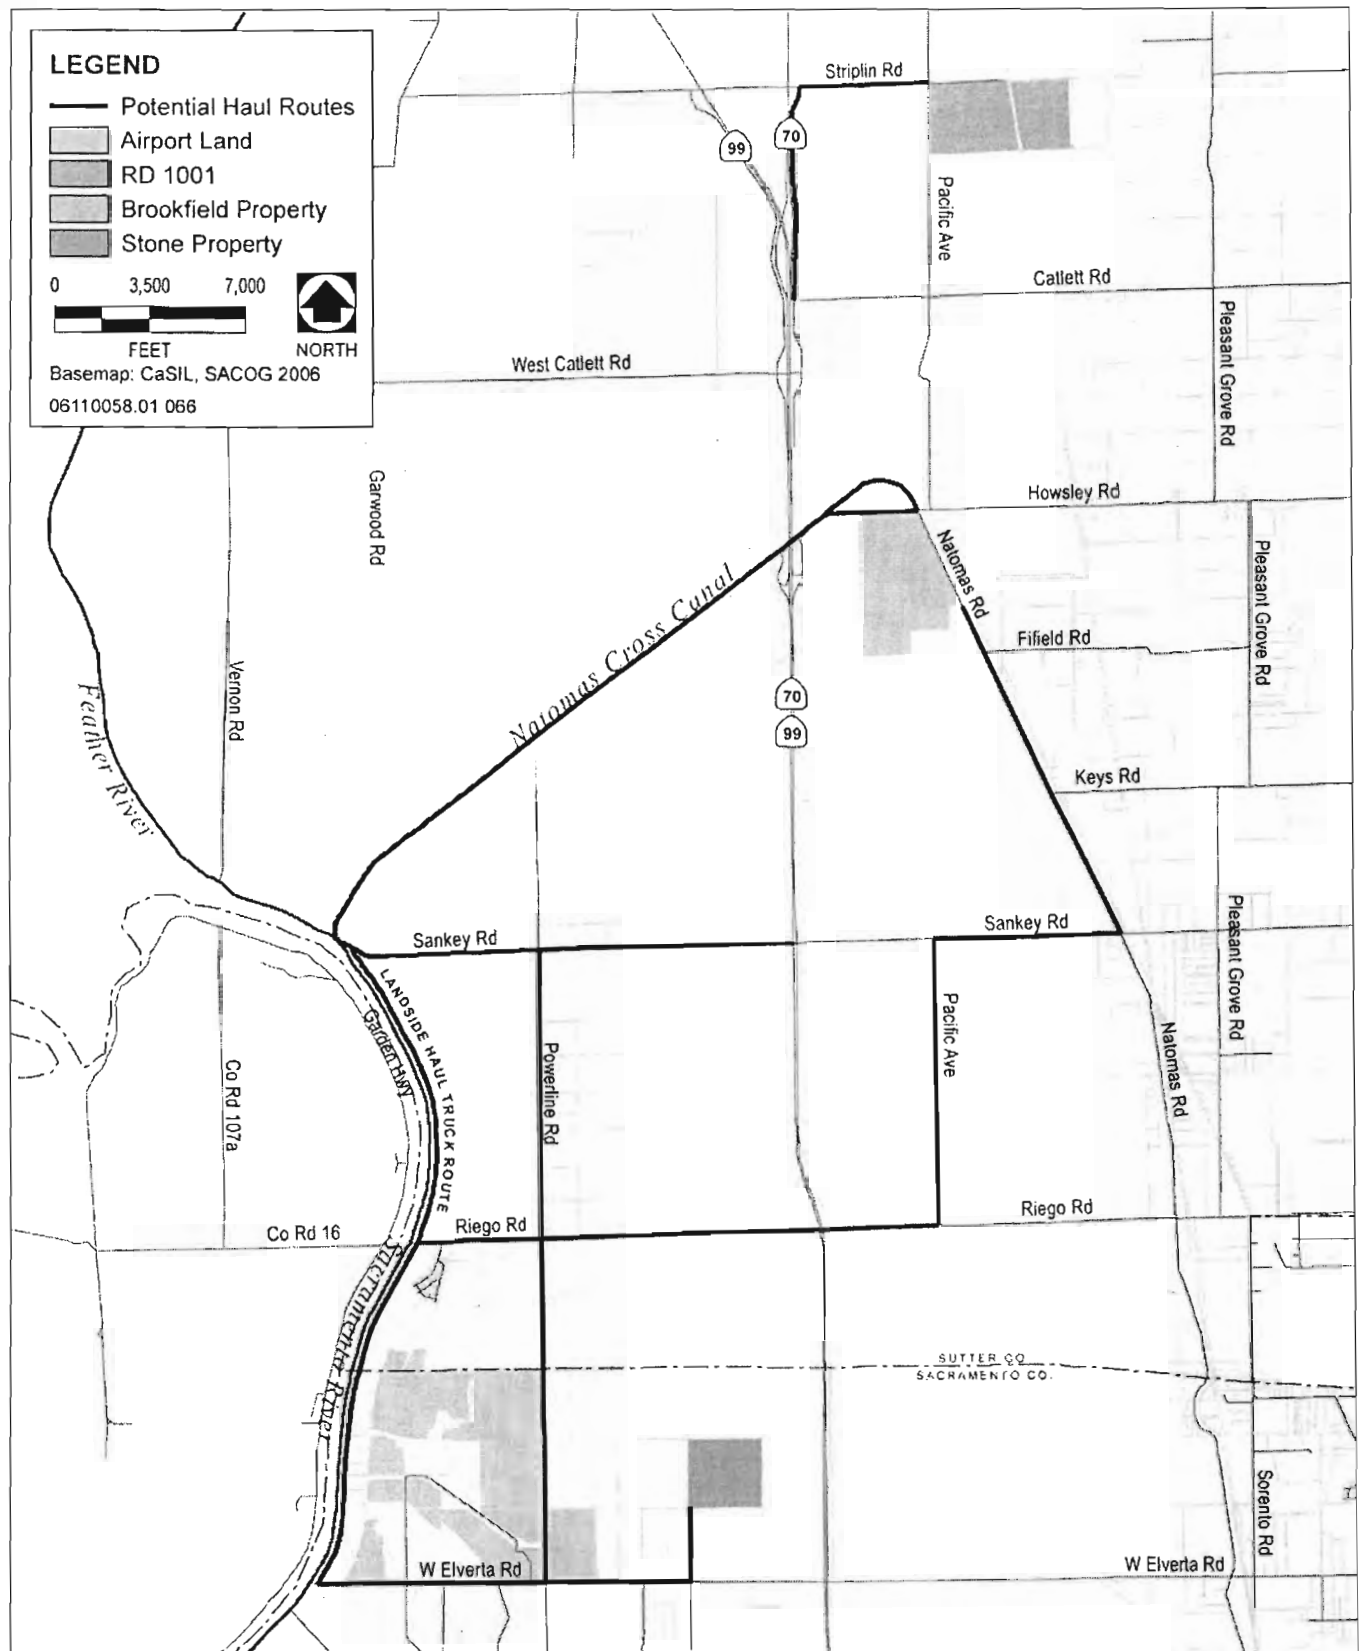 LEGEND
Potential Haul Routes
Airport Land
RD 1001
Brookfield Property
Stone Property
0 3,500 7,000
FEET
NORTH
Basemap: CaSIL, SACOG 2006
06110058.01 066
Striplin Rd
99
70
Pacific Ave
Catlett Rd
Pleasant Grove Rd
West Catlett Rd
Garwood Rd
Howsley Rd
Natomas Rd
Pleasant Grove Rd
Natomas Cross Canal
Fifield Rd
Vernon Rd
Feather River
70
99
Keys Rd
Sankey Rd
Sankey Rd
Pleasant Grove Rd
LANDSIDE HAUL TRUCK ROUTE
Garden Hwy
Pacific Ave
Natomas Rd
Powerline Rd
Co Rd 107a
Co Rd 16
Riego Rd
Riego Rd
Sacramento River
SUTTER CO
SACRAMENTO CO.
Sorento Rd
W Elverta Rd
W Elverta Rd